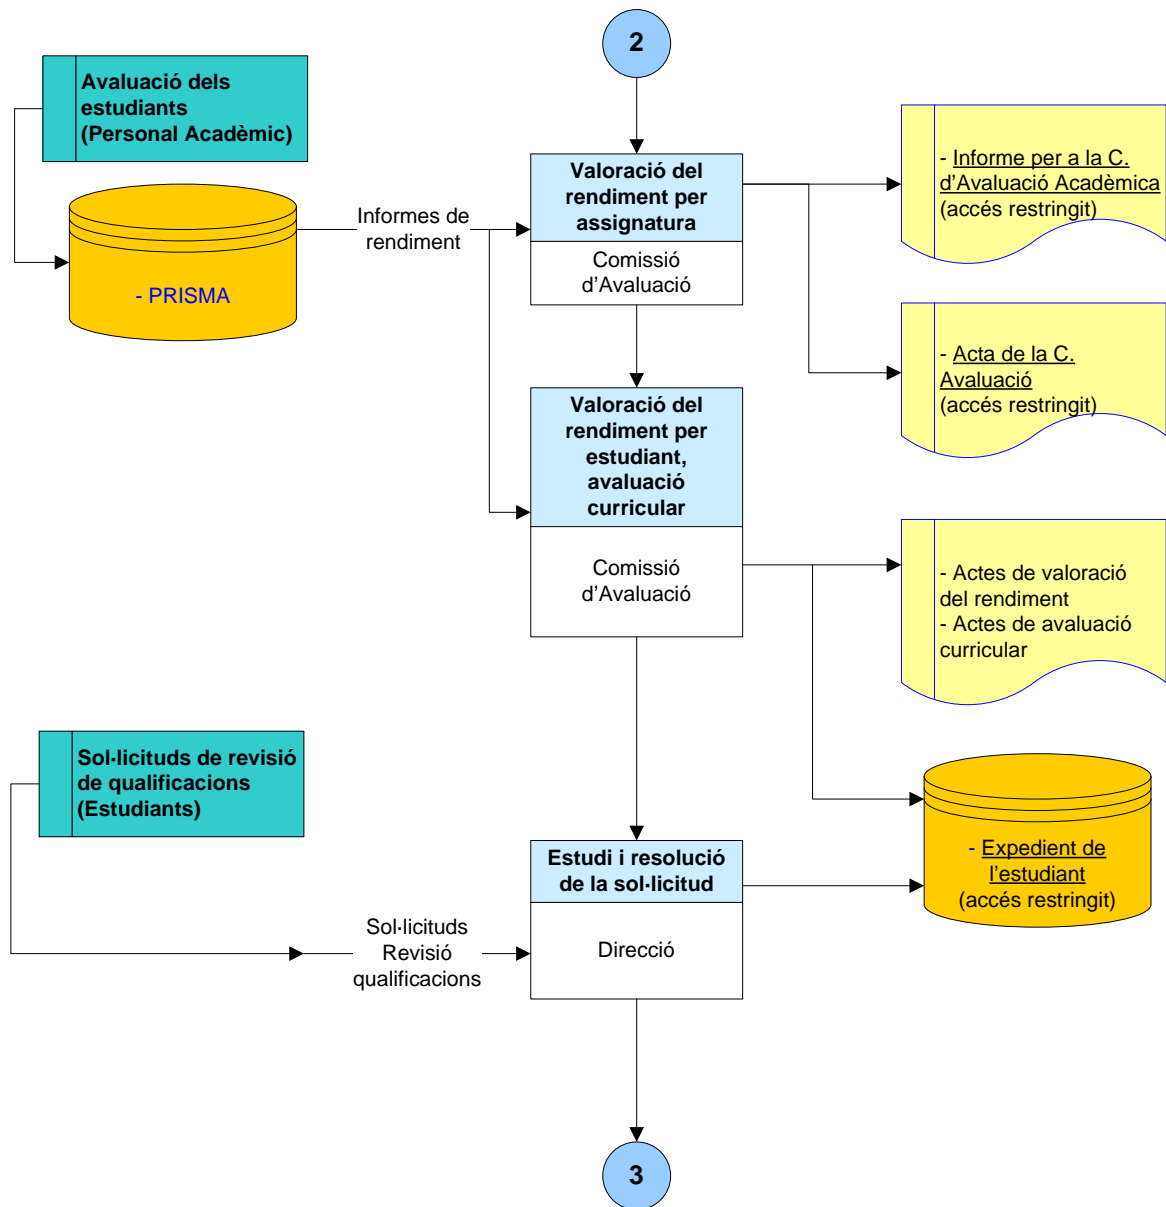 2
Avaluació dels
estudiants
(Personal Acadèmic)
- PRISMA
Informes de
rendiment
Valoració del
rendiment per
assignatura
Comissió
d’Avaluació
- Informe per a la C.
d’Avaluació Acadèmica
(accés restringit)
- Acta de la C.
Avaluació
(accés restringit)
Valoració del
rendiment per
estudiant,
avaluació
curricular
Comissió
d’Avaluació
- Actes de valoració
del rendiment
- Actes de avaluació
curricular
Sol·licituds de revisió
de qualificacions
(Estudiants)
- Expedient de
l’estudiant
(accés restringit)
Sol·licituds
Revisió
qualificacions
Estudi i resolució
de la sol·licitud
Direcció
3